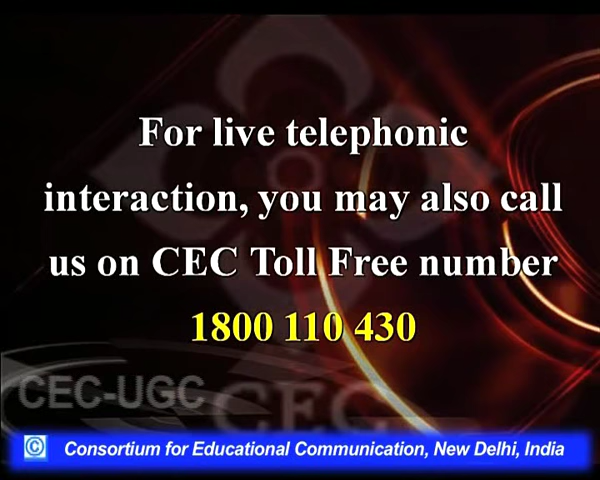 For live telephonic
interaction, you may also call
us on CEC Toll Free number
1800 110 430
CEC-UGC
CEC
© Consortium for Educational Communication, New Delhi, India